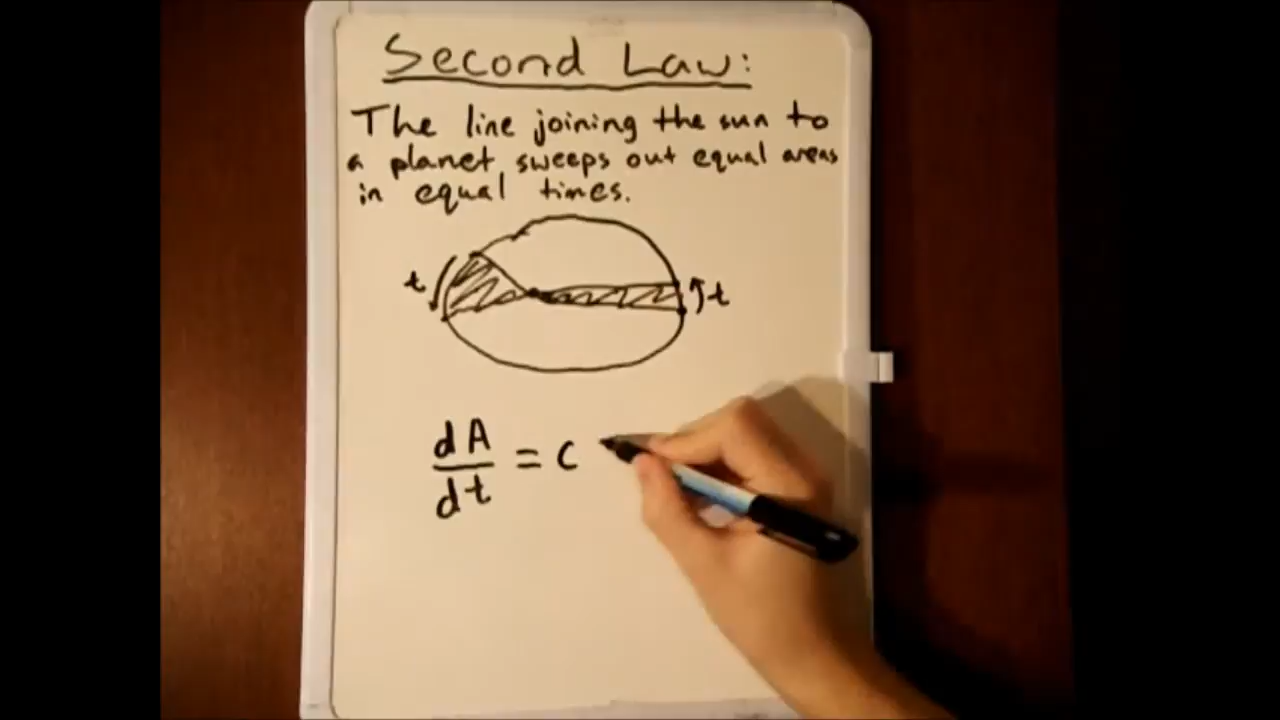 Second Law:
The line joining the sun to
a planet sweeps out equal areas
in equal times.
t
t
dA
dt
= C